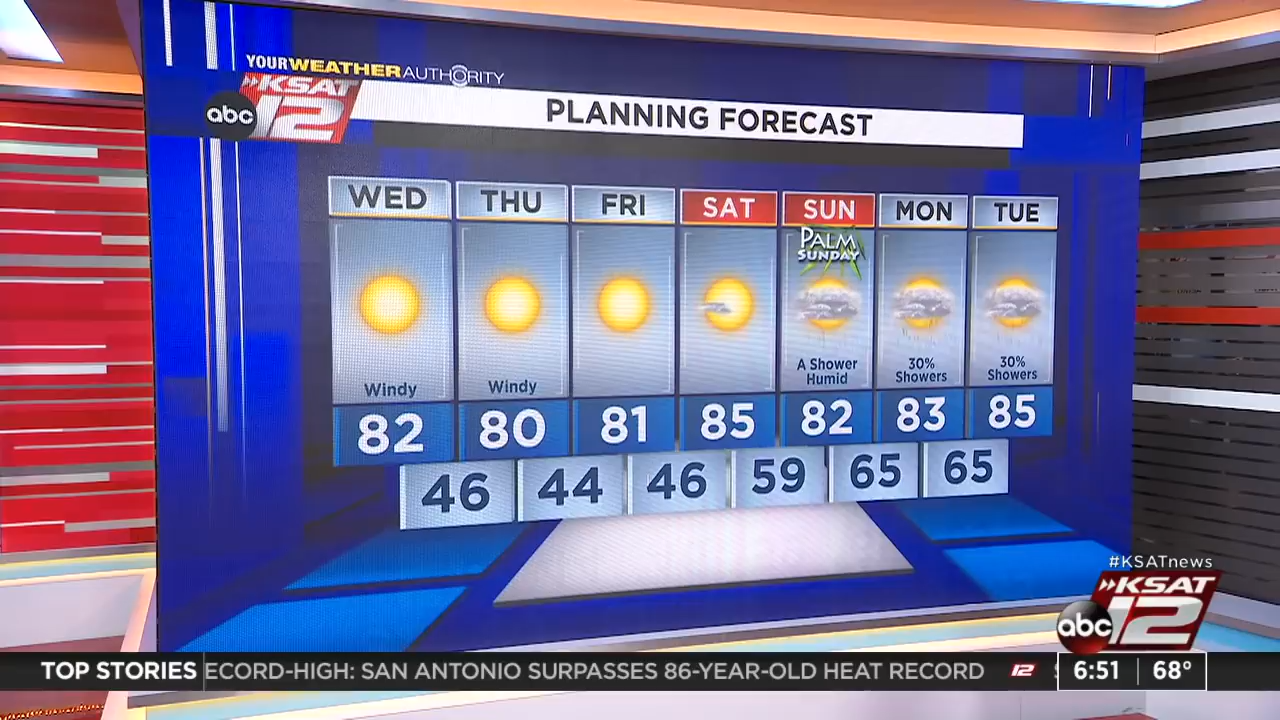 YOUR WEATHER AUTHORITY
abc KSAT 12
PLANNING FORECAST
WED THU FRI SAT SUN MON TUE
PALM
SUNDAY
Windy
Windy
A Shower
Humid
30%
Showers
30%
Showers
82 80 81 85 82 83 85
46 44 46 59 65 65
#KSATnews
abc KSAT 12
TOP STORIES ECORD-HIGH: SAN ANTONIO SURPASSES 86-YEAR-OLD HEAT RECORD 12 6:51 68°